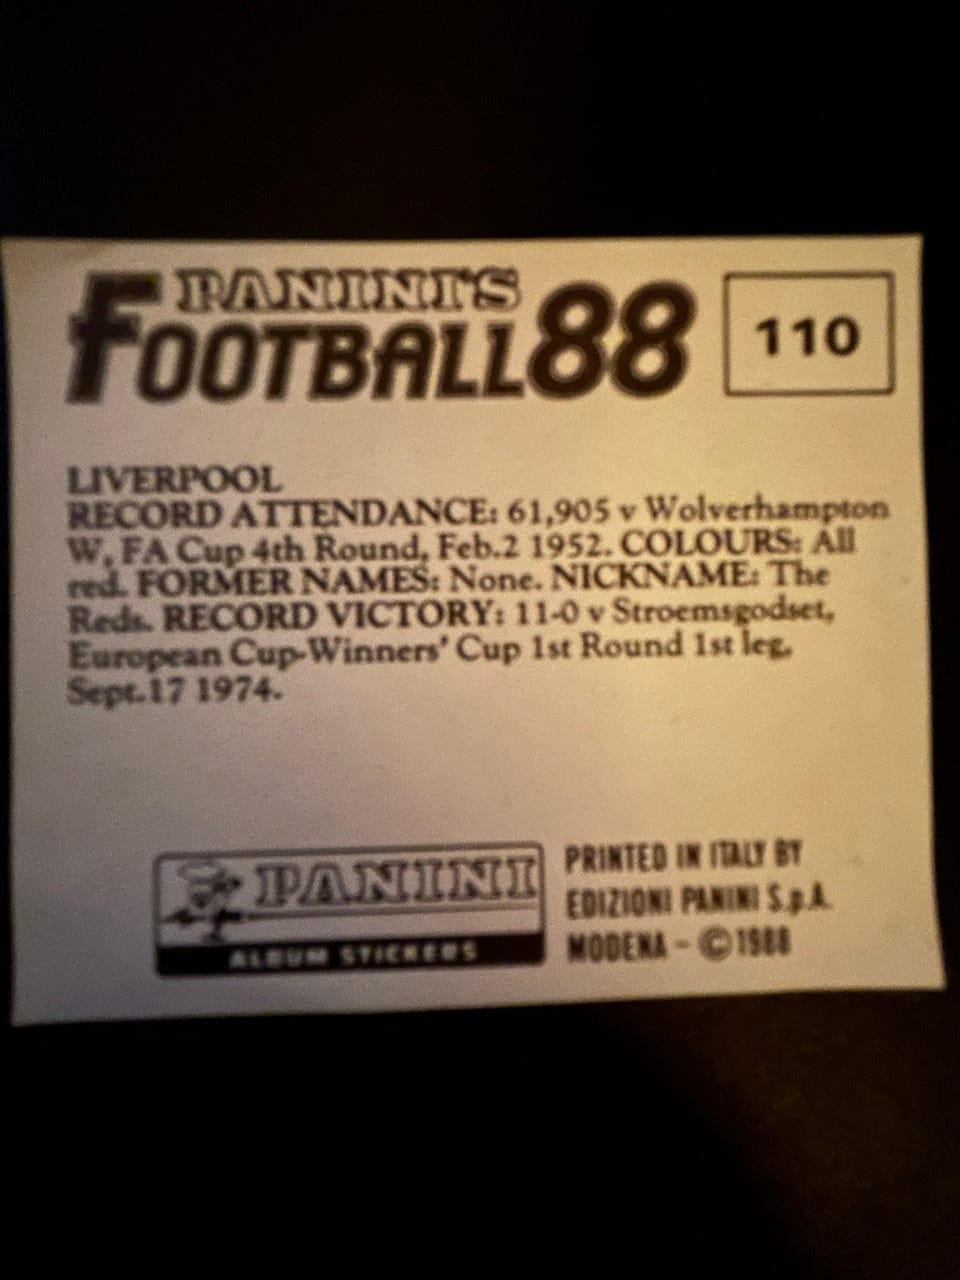 PANINI'S
FOOTBALL 88
110
LIVERPOOL
RECORD ATTENDANCE: 61,905 v Wolverhampton
W, FA Cup 4th Round, Feb.2 1952. COLOURS: All
red. FORMER NAMES: None. NICKNAME: The
Reds. RECORD VICTORY: 11-0 v Stroemsgodset,
European Cup-Winners' Cup 1st Round 1st leg,
Sept.17 1974.
PANINI
ALBUM STICKERS
PRINTED IN ITALY BY
EDIZIONI PANINI S.p.A.
MODENA - © 1988